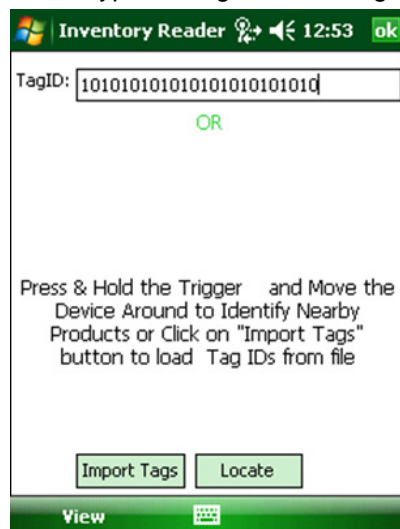 Inventory Reader 12:53 ok
TagID: 101010101010101010101010
OR
Press & Hold the Trigger and Move the
Device Around to Identify Nearby
Products or Click on "Import Tags"
button to load Tag IDs from file
Import Tags Locate
View